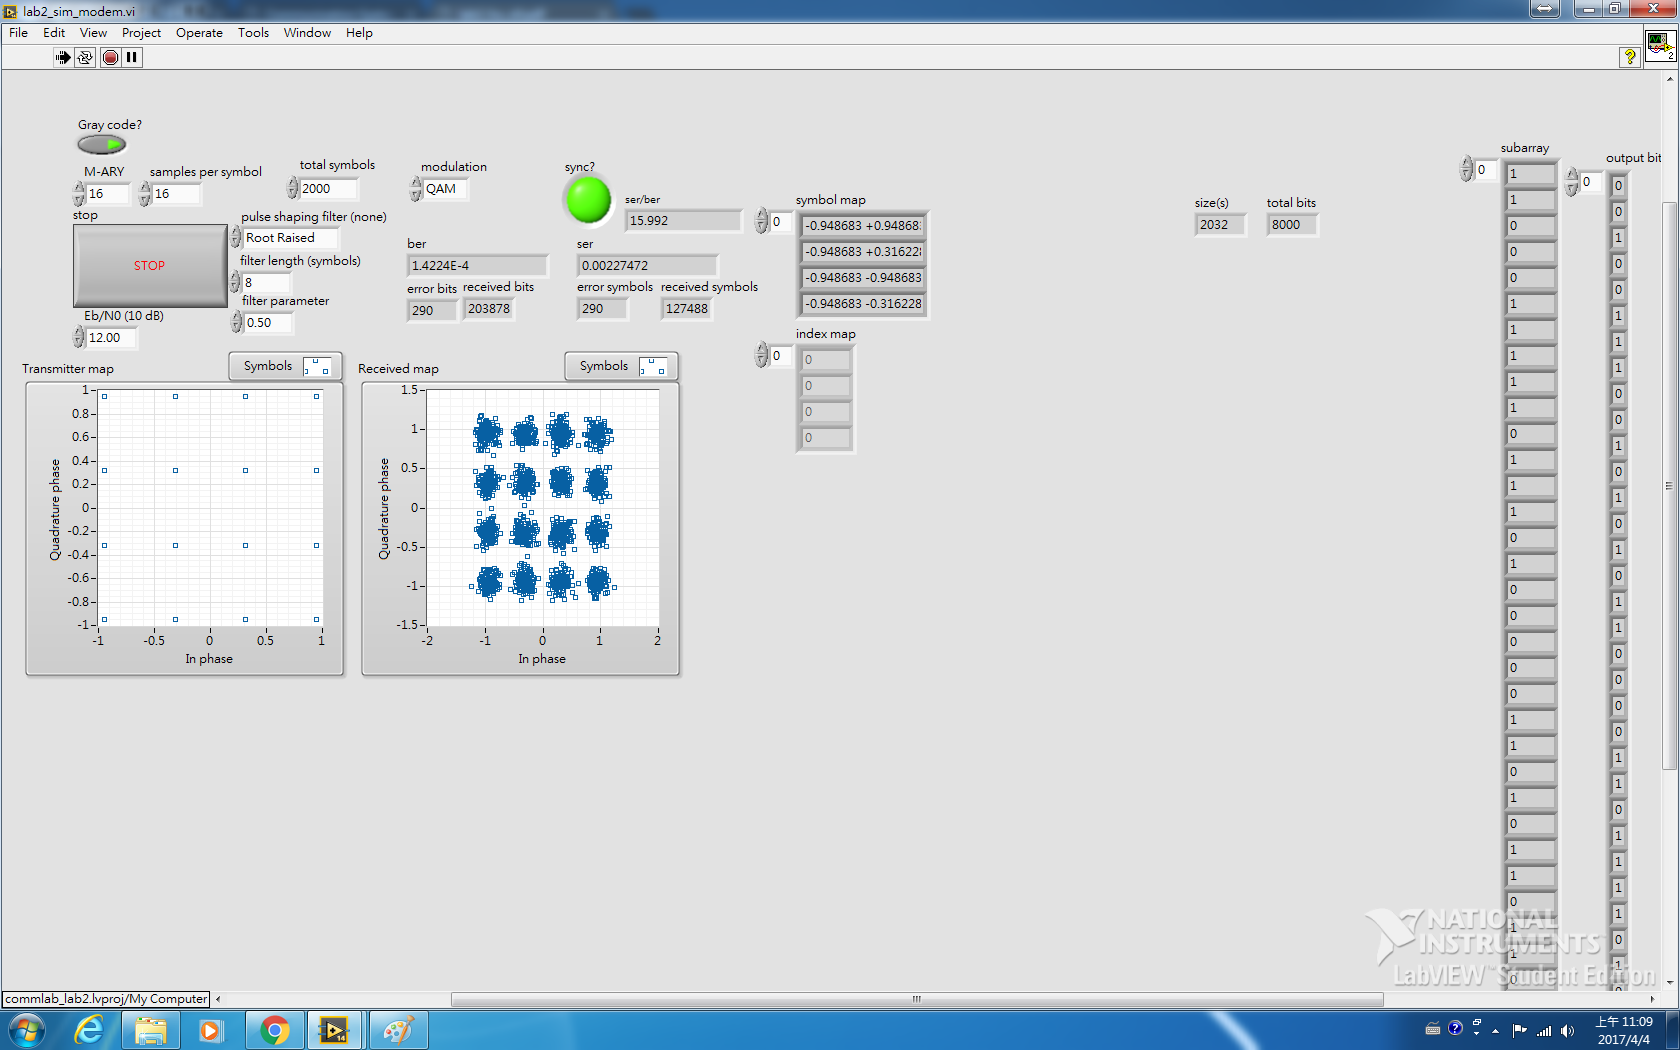 lab2_sim_modem.vi
File Edit View Project Operate Tools Window Help
2
Gray code?
M-ARY
16
samples per symbol
16
total symbols
2000
modulation
QAM
sync?
ser/ber
15.992
stop
STOP
pulse shaping filter (none)
Root Raised
filter length (symbols)
8
filter parameter
0.50
Eb/N0 (10 dB)
12.00
ber
1.4224E-4
error bits
290
received bits
203878
ser
0.00227472
error symbols
290
received symbols
127488
symbol map
0
-0.948683 +0.94868
-0.948683 +0.31622
-0.948683 -0.948683
-0.948683 -0.316228
index map
0
0
0
0
0
size(s)
2032
total bits
8000
Transmitter map
Symbols
Quadrature phase
1
0.8
0.6
0.4
0.2
0
-0.2
-0.4
-0.6
-0.8
-1
-1 -0.5 0 0.5 1
In phase
Received map
Symbols
Quadrature phase
1.5
1
0.5
0
-0.5
-1
-1.5
-2 -1 0 1 2
In phase
subarray
0
1
1
0
0
0
1
1
1
1
1
0
1
1
1
0
1
0
0
0
0
0
1
1
0
1
0
1
1
0
1
1
0
output bit
0
0
0
1
0
0
1
1
1
0
0
1
0
1
0
1
0
1
1
0
0
0
0
1
1
0
1
1
1
1
0
1
0
NATIONAL
INSTRUMENTS
LabVIEW™ Student Edition
commlab_lab2.lvproj/My Computer
14
上午 11:09
2017/4/4